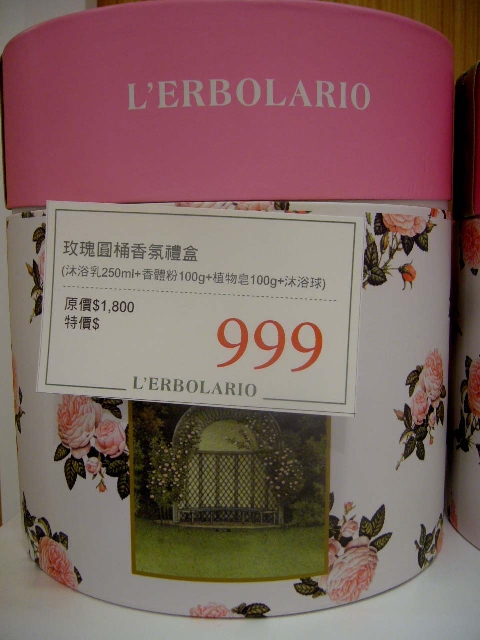 L'ERBOLARIO
玫瑰圓桶香氛禮盒
(沐浴乳250ml+香體粉100g+植物皂100g+沐浴球)
原價$1,800
特價$ 999
L'ERBOLARIO